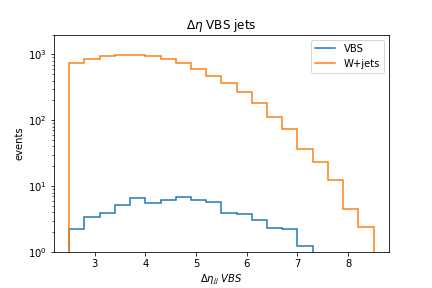 Δη VBS jets
VBS
W+jets
events
10³
10²
10¹
10⁰
3 4 5 6 7 8
Δη_jj VBS